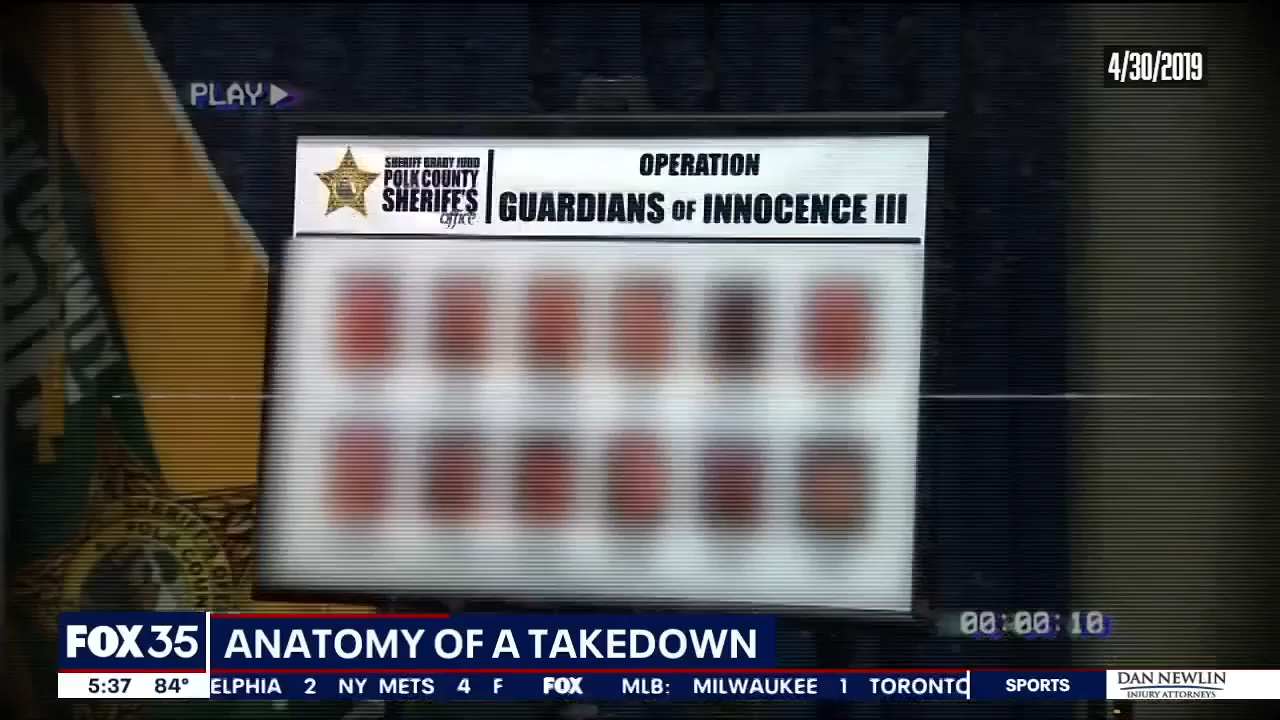 4/30/2019
PLAY
SHERIFF GRADY JUDD
POLK COUNTY
SHERIFF'S
office
OPERATION
GUARDIANS OF INNOCENCE III
00:00:10
FOX 35
ANATOMY OF A TAKEDOWN
5:37 84° ELPHIA 2 NY METS 4 F FOX MLB: MILWAUKEE 1 TORONTO SPORTS
DAN NEWLIN
INJURY ATTORNEYS